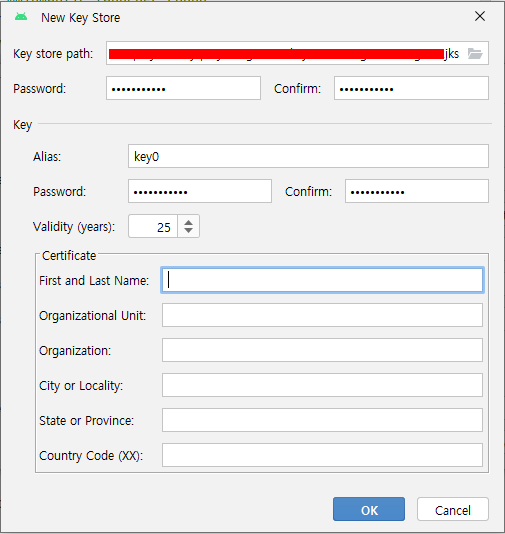 New Key Store
Key store path: jks
Password: ••••••••••• Confirm: •••••••••••
Key
Alias: key0
Password: ••••••••••• Confirm: •••••••••••
Validity (years): 25
Certificate
First and Last Name:
Organizational Unit:
Organization:
City or Locality:
State or Province:
Country Code (XX):
OK Cancel